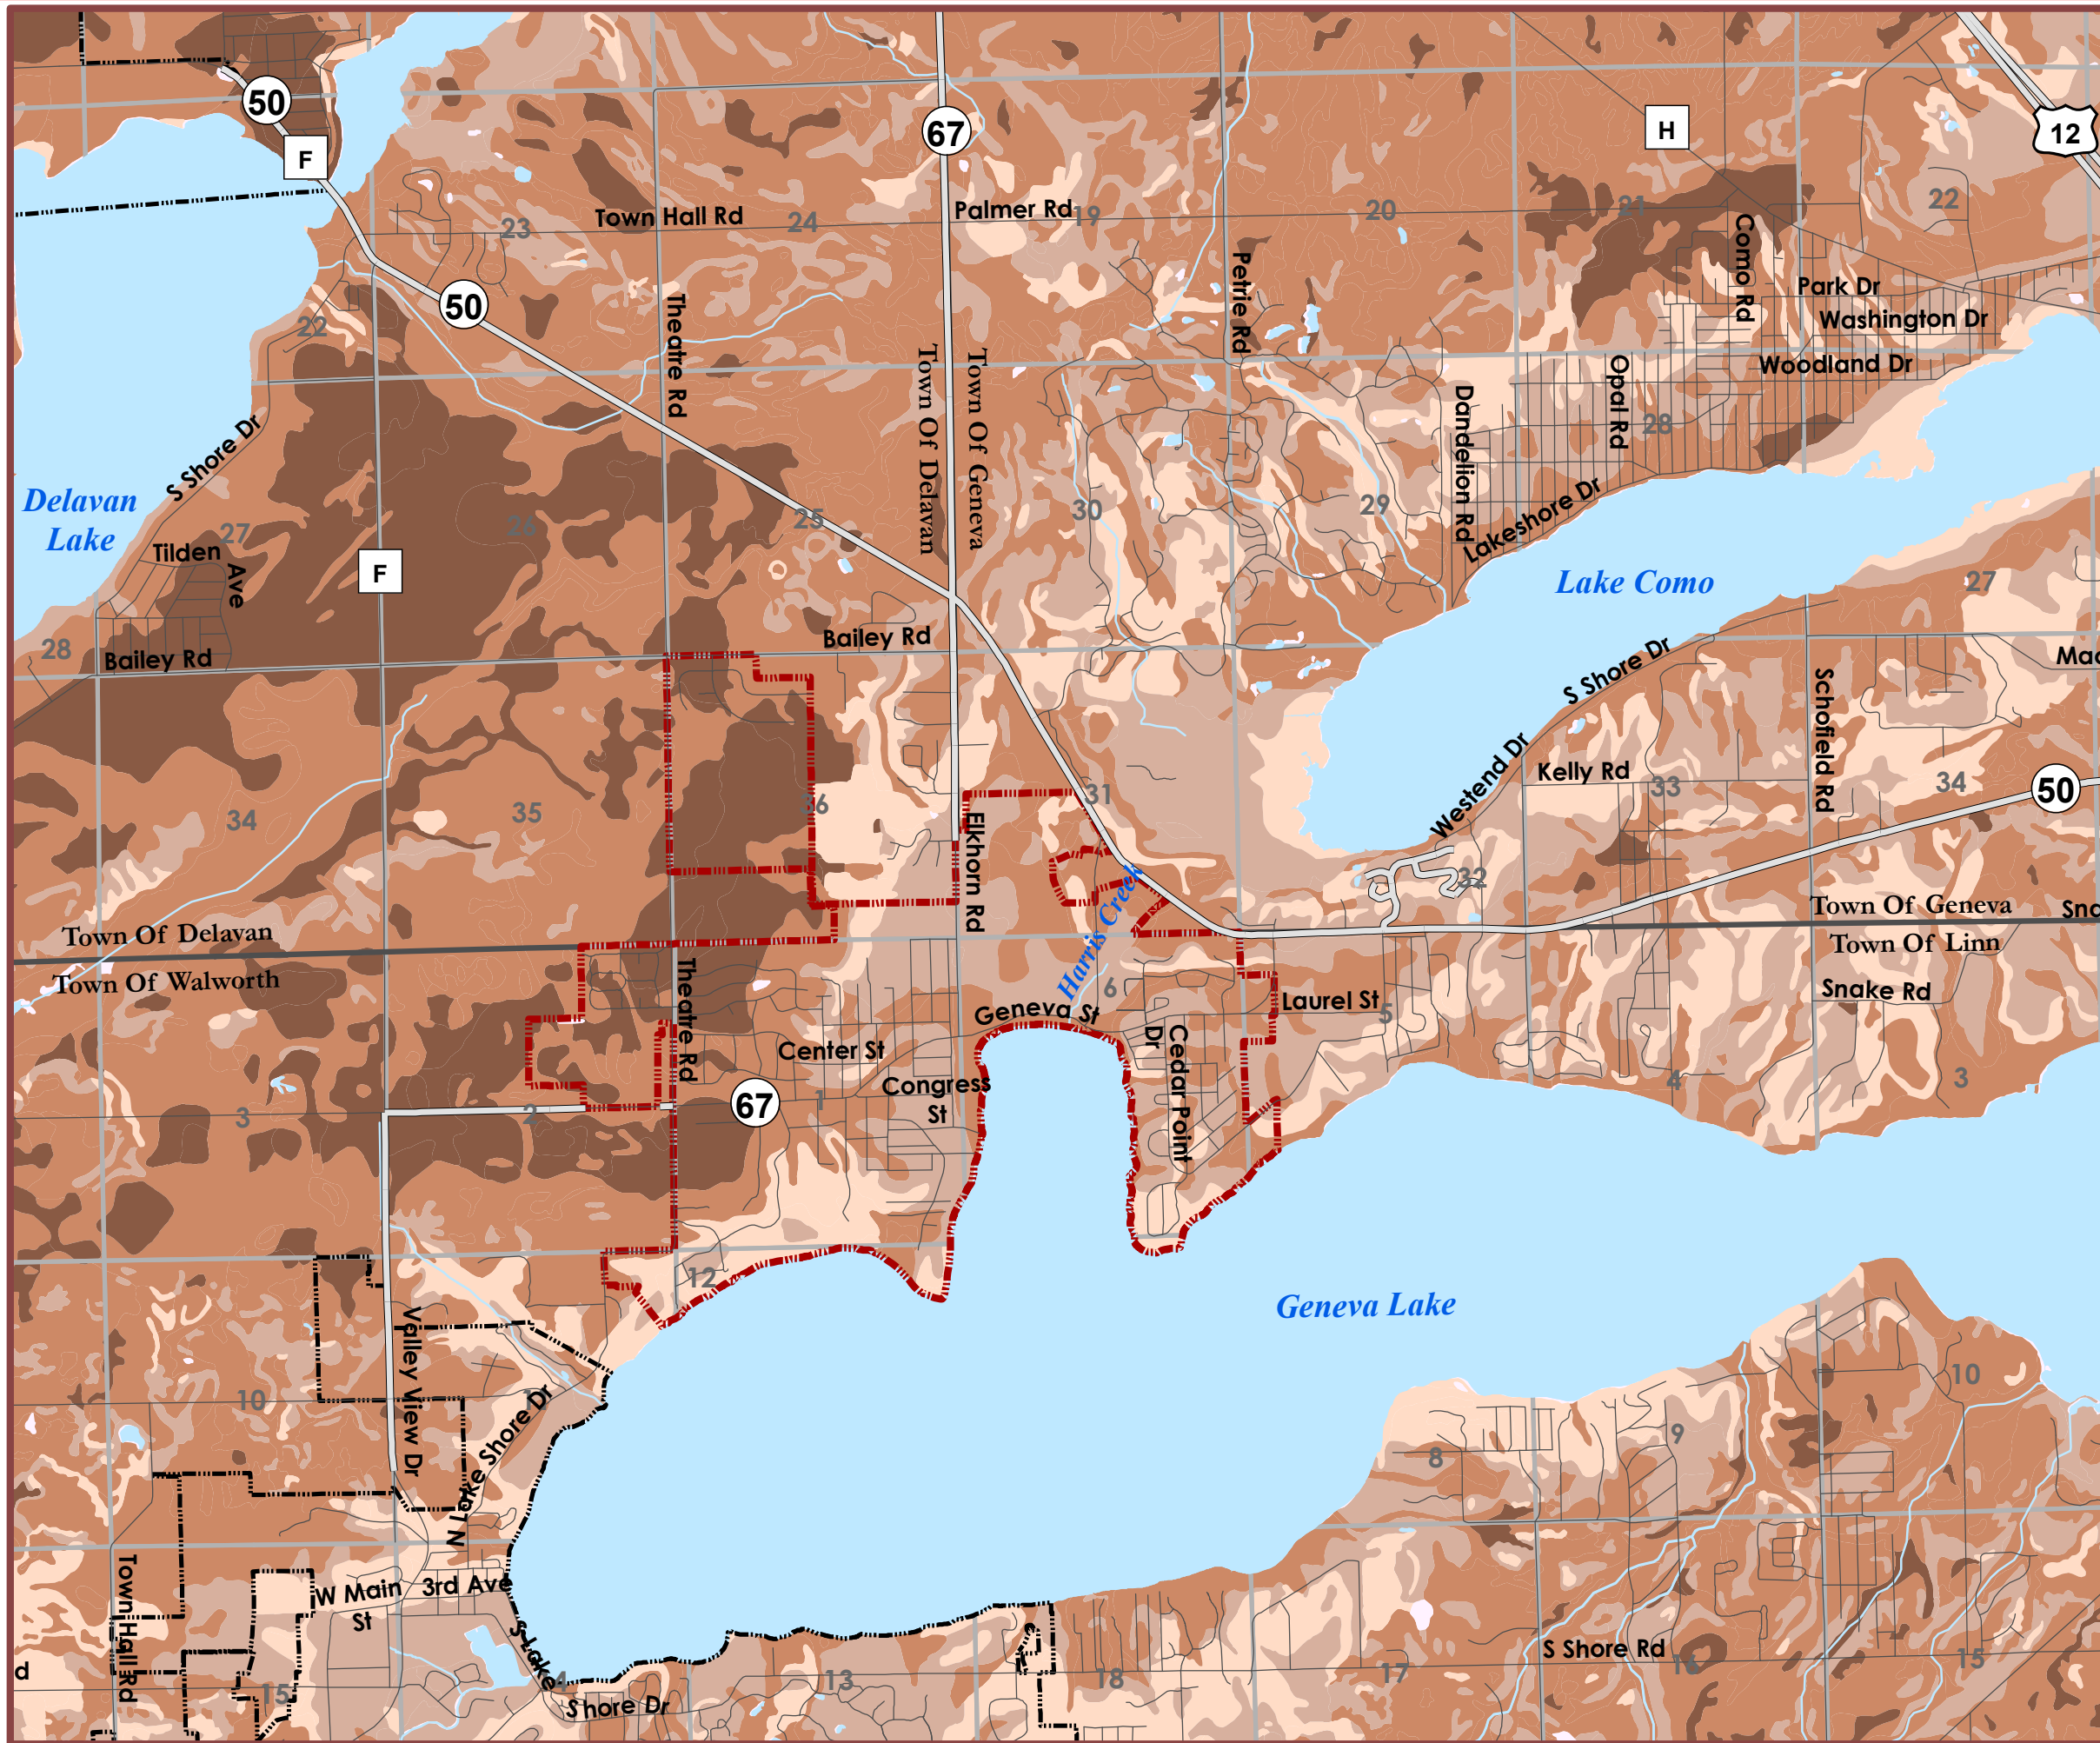 50
F
67
H
12
23
Town Hall Rd
24
Palmer Rd
19
20
21
22
Como Rd
Petrie Rd
50
22
Theatre Rd
Park Dr
Washington Dr
Woodland Dr
Town Of Delavan
Town Of Geneva
Opal Rd
28
Dandelion Rd
S Shore Dr
Delavan
Lake
27
26
25
30
29
Lakeshore Dr
Tilden
Ave
F
Lake Como
27
28
Bailey Rd
Bailey Rd
S Shore Dr
Schofield Rd
Westend Dr
Kelly Rd
33
34
50
34
35
36
31
Elkhorn Rd
Harris Creek
32
Town Of Delavan
Town Of Walworth
Town Of Geneva
Town Of Linn
Theatre Rd
6
Laurel St
5
Snake Rd
Geneva St
Center St
Congress
St
Cedar Point
Dr
67
3
2
1
4
3
12
Geneva Lake
Valley View Dr
10
N Lake Shore Dr
10
9
8
Town Hall Rd
W Main
St
3rd Ave
S Lake
Shore Dr
15
13
18
17
S Shore Rd
16
15